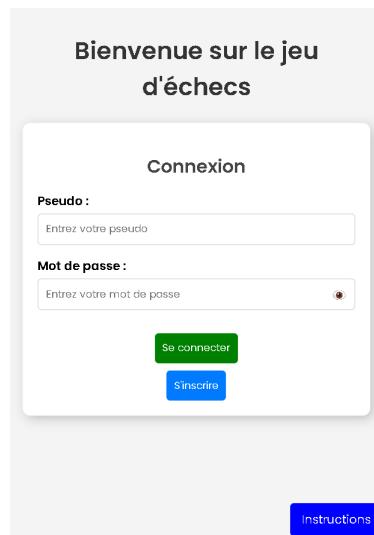 Bienvenue sur le jeu
d'échecs
Connexion
Pseudo :
Entrez votre pseudo
Mot de passe :
Entrez votre mot de passe
Se connecter
S'inscrire
Instructions